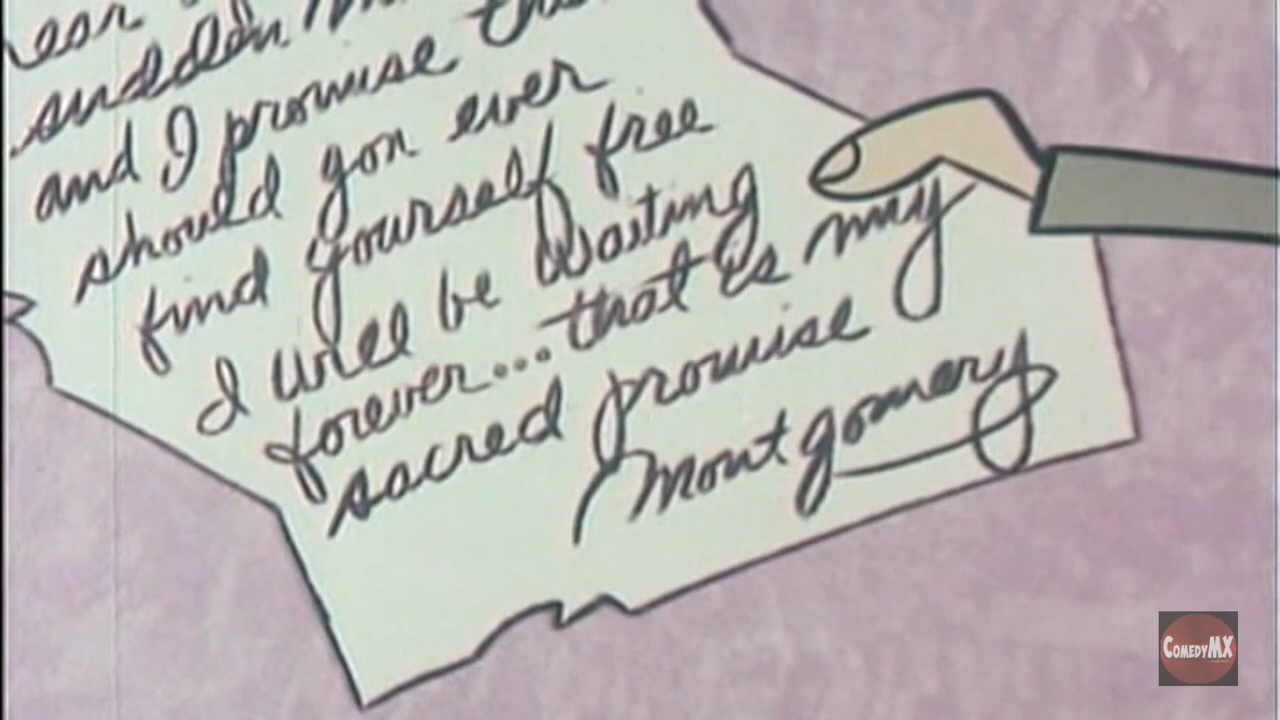 sudden
and I promise
should you ever
find yourself free
I will be waiting
forever... that is my
sacred promise
Montgomery
COMEDYMX